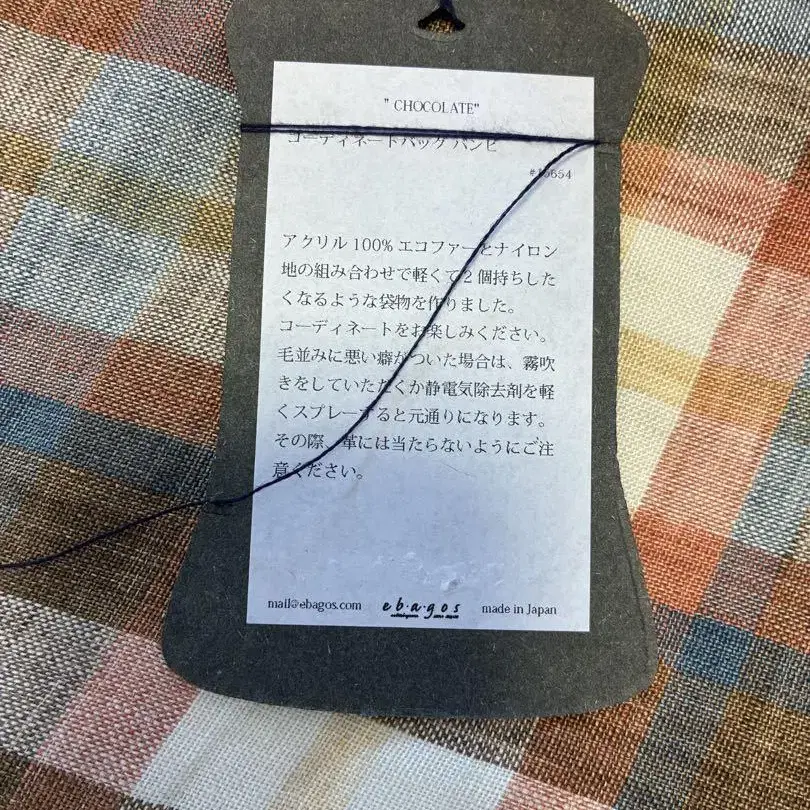 " CHOCOLATE"
コーディネートバッグ バンビ
#15654
アクリル 100% エコファーとナイロン
地の組み合わせで軽くて2 個持ちした
くなるような袋物を作りました。
コーディネートをお楽しみください。
毛並みに悪い癖がついた場合は、霧吹
きをしていただくか静電気除去剤を軽
くスプレーすると元通りになります。
その際、革には当たらないようにご注
意ください。
mail@ebagos.com e.b.a.g.o.s made in Japan